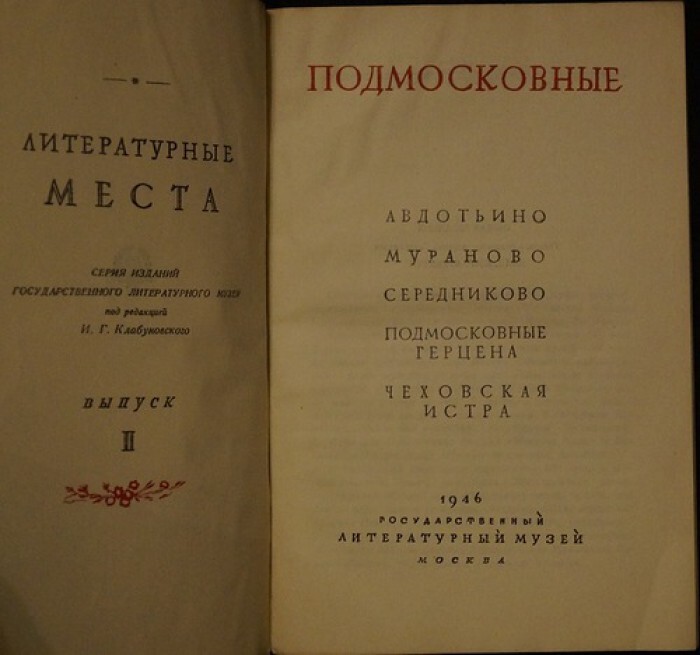 ЛИТЕРАТУРНЫЕ
МЕСТА
СЕРИЯ ИЗДАНИЙ
ГОСУДАРСТВЕННОГО ЛИТЕРАТУРНОГО МУЗЕЯ
под редакцией
И. Г. Клабуновского
ВЫПУСК
II
ПОДМОСКОВНЫЕ
АВДОТЬИНО
МУРАНОВО
СЕРЕДНИКОВО
ПОДМОСКОВНЫЕ
ГЕРЦЕНА
ЧЕХОВСКАЯ
ИСТРА
1946
ГОСУДАРСТВЕННЫЙ
ЛИТЕРАТУРНЫЙ МУЗЕЙ
МОСКВА